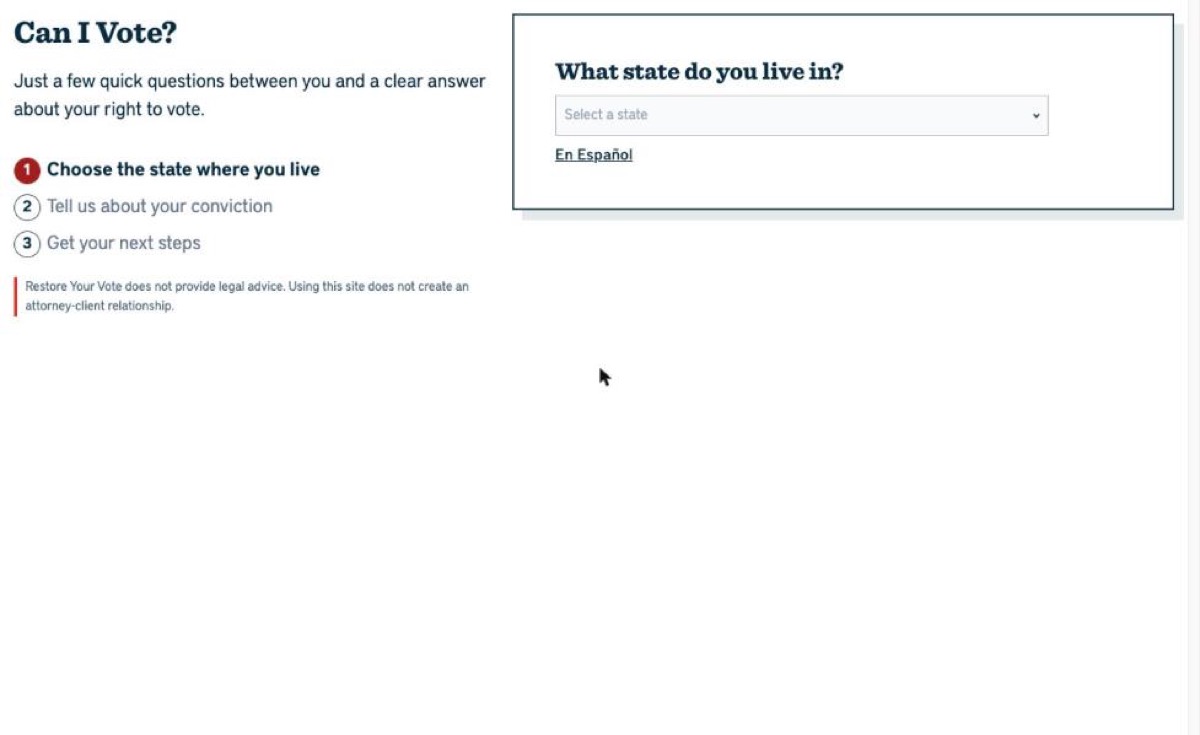 Can I Vote?
Just a few quick questions between you and a clear answer
about your right to vote.
1 Choose the state where you live
2 Tell us about your conviction
3 Get your next steps
Restore Your Vote does not provide legal advice. Using this site does not create an
attorney-client relationship.
What state do you live in?
Select a state
En Español